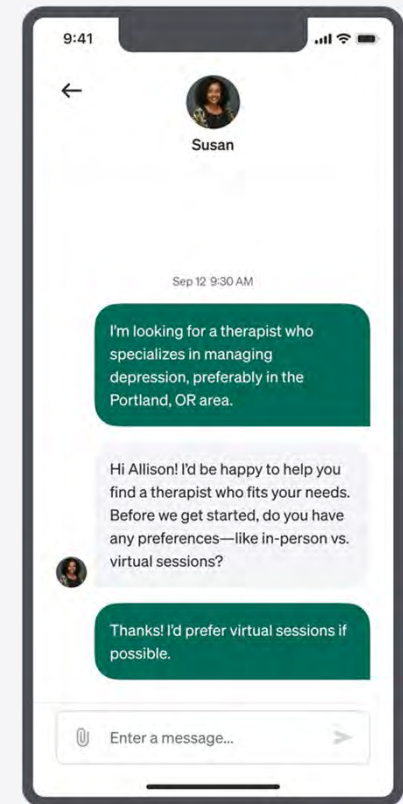 9:41
Susan
Sep 12 9:30 AM
I'm looking for a therapist who
specializes in managing
depression, preferably in the
Portland, OR area.
Hi Allison! I'd be happy to help you
find a therapist who fits your needs.
Before we get started, do you have
any preferences—like in-person vs.
virtual sessions?
Thanks! I'd prefer virtual sessions if
possible.
Enter a message...